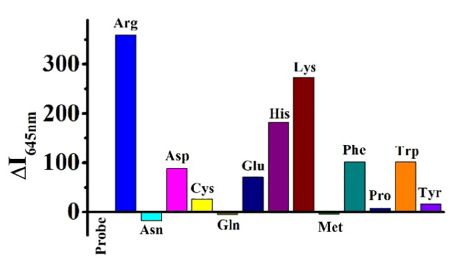 Arg
300
Lys
200
His
Asp
Phe
Trp
100
Glu
Cys
Pro
Tyr
0
Probe
Asn
Gln
Met
ΔI645nm